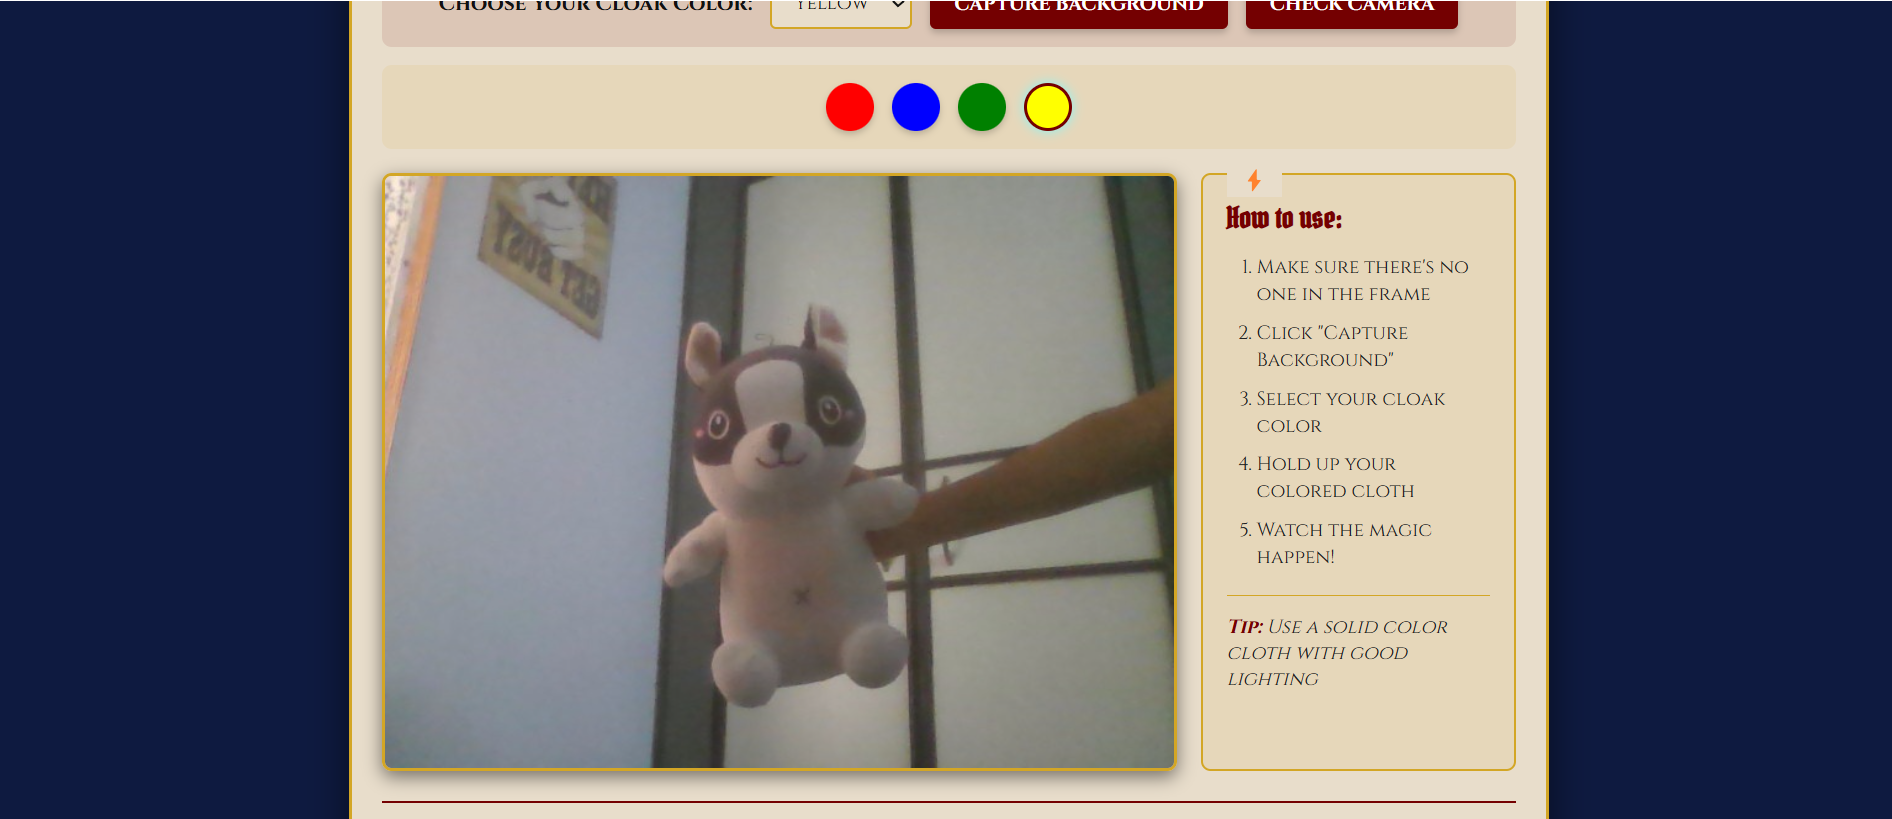 CHOOSE YOUR CLOAK COLOR:
YELLOW
CAPTURE BACKGROUND
CHECK CAMERA
GET BUSY
How to use:
1. MAKE SURE THERE'S NO
ONE IN THE FRAME
2. CLICK "CAPTURE
BACKGROUND"
3. SELECT YOUR CLOAK
COLOR
4. HOLD UP YOUR
COLORED CLOTH
5. WATCH THE MAGIC
HAPPEN!
TIP: USE A SOLID COLOR
CLOTH WITH GOOD
LIGHTING